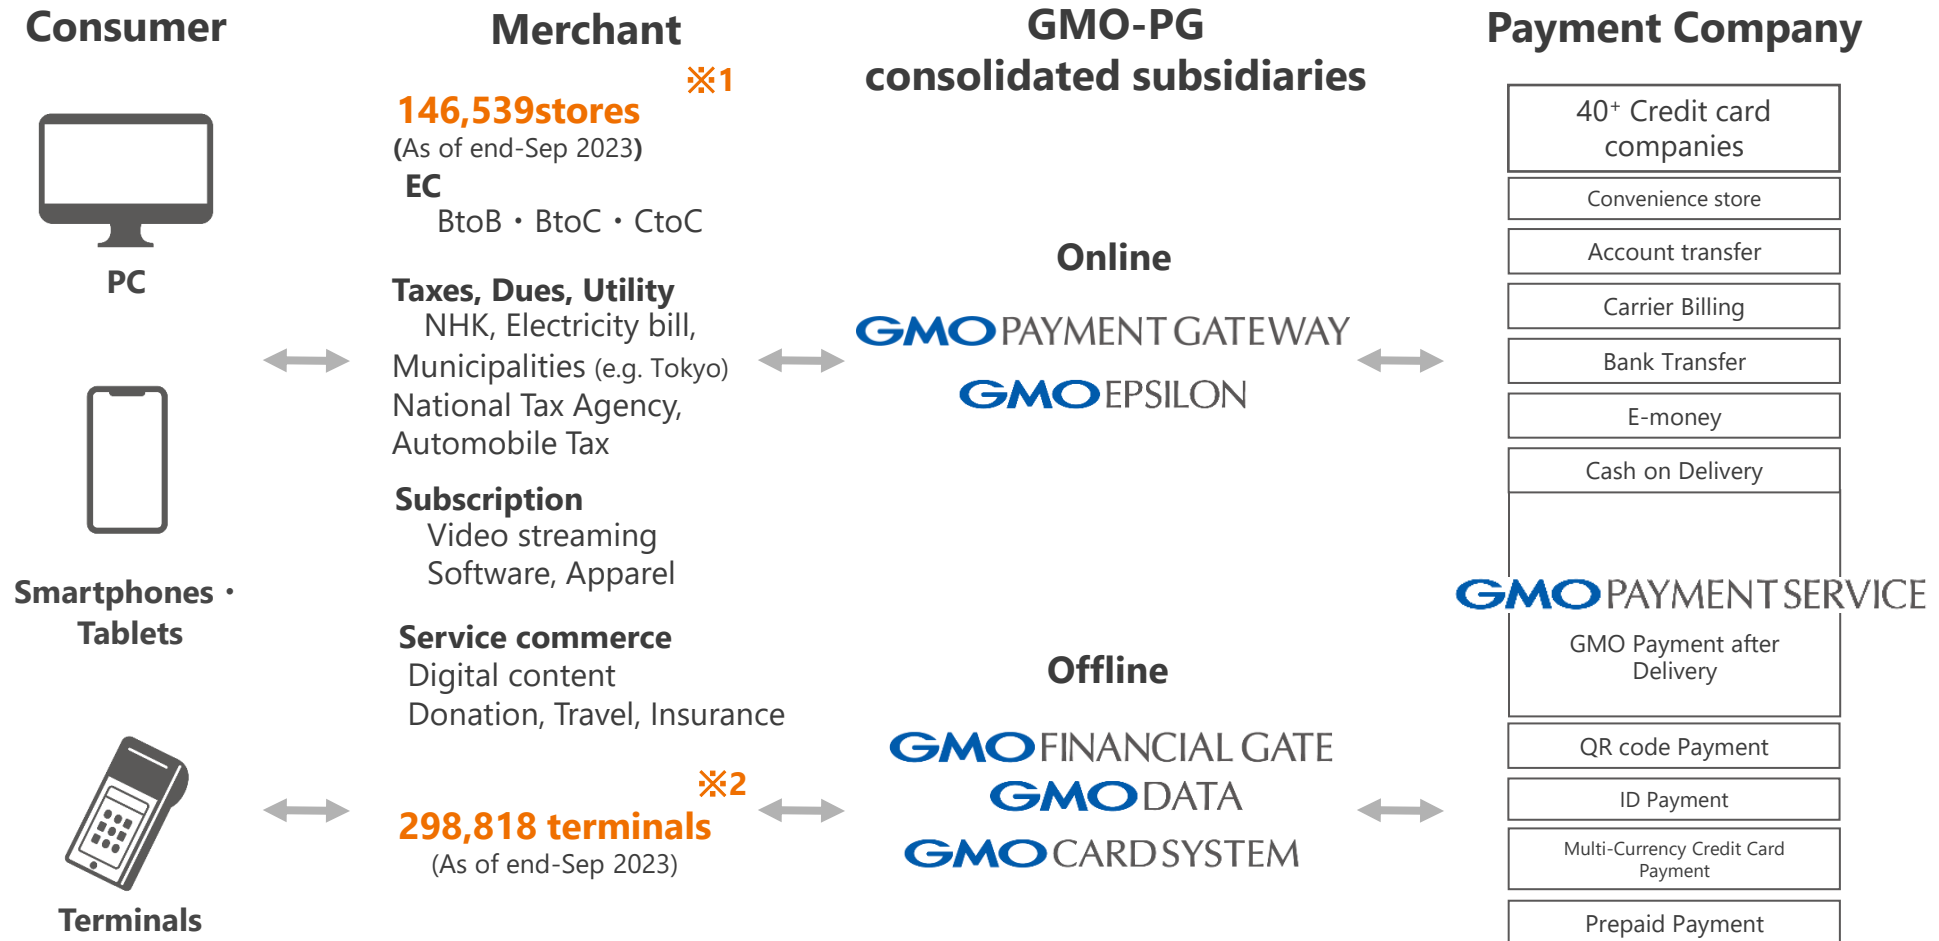 Consumer
PC
Smartphones・
Tablets
Terminals
Merchant
※1
146,539stores
(As of end-Sep 2023)
EC
BtoB・BtoC・CtoC
Taxes, Dues, Utility
NHK, Electricity bill,
Municipalities (e.g. Tokyo)
National Tax Agency,
Automobile Tax
Subscription
Video streaming
Software, Apparel
Service commerce
Digital content
Donation, Travel, Insurance
※2
298,818 terminals
(As of end-Sep 2023)
GMO-PG
consolidated subsidiaries
Online
GMO PAYMENT GATEWAY
GMO EPSILON
Offline
GMO FINANCIAL GATE
GMO DATA
GMO CARD SYSTEM
Payment Company
40+ Credit card
companies
Convenience store
Account transfer
Carrier Billing
Bank Transfer
E-money
Cash on Delivery
GMO PAYMENT SERVICE
GMO Payment after
Delivery
QR code Payment
ID Payment
Multi-Currency Credit Card
Payment
Prepaid Payment